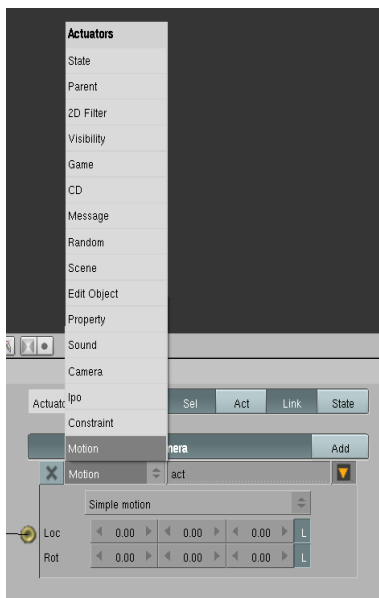 Actuators
State
Parent
2D Filter
Visibility
Game
CD
Message
Random
Scene
Edit Object
Property
Sound
Camera
Ipo
Constraint
Motion
Actuato Sel Act Link State
mera Add
Motion act
Simple motion
Loc 0.00 0.00 0.00 L
Rot 0.00 0.00 0.00 L